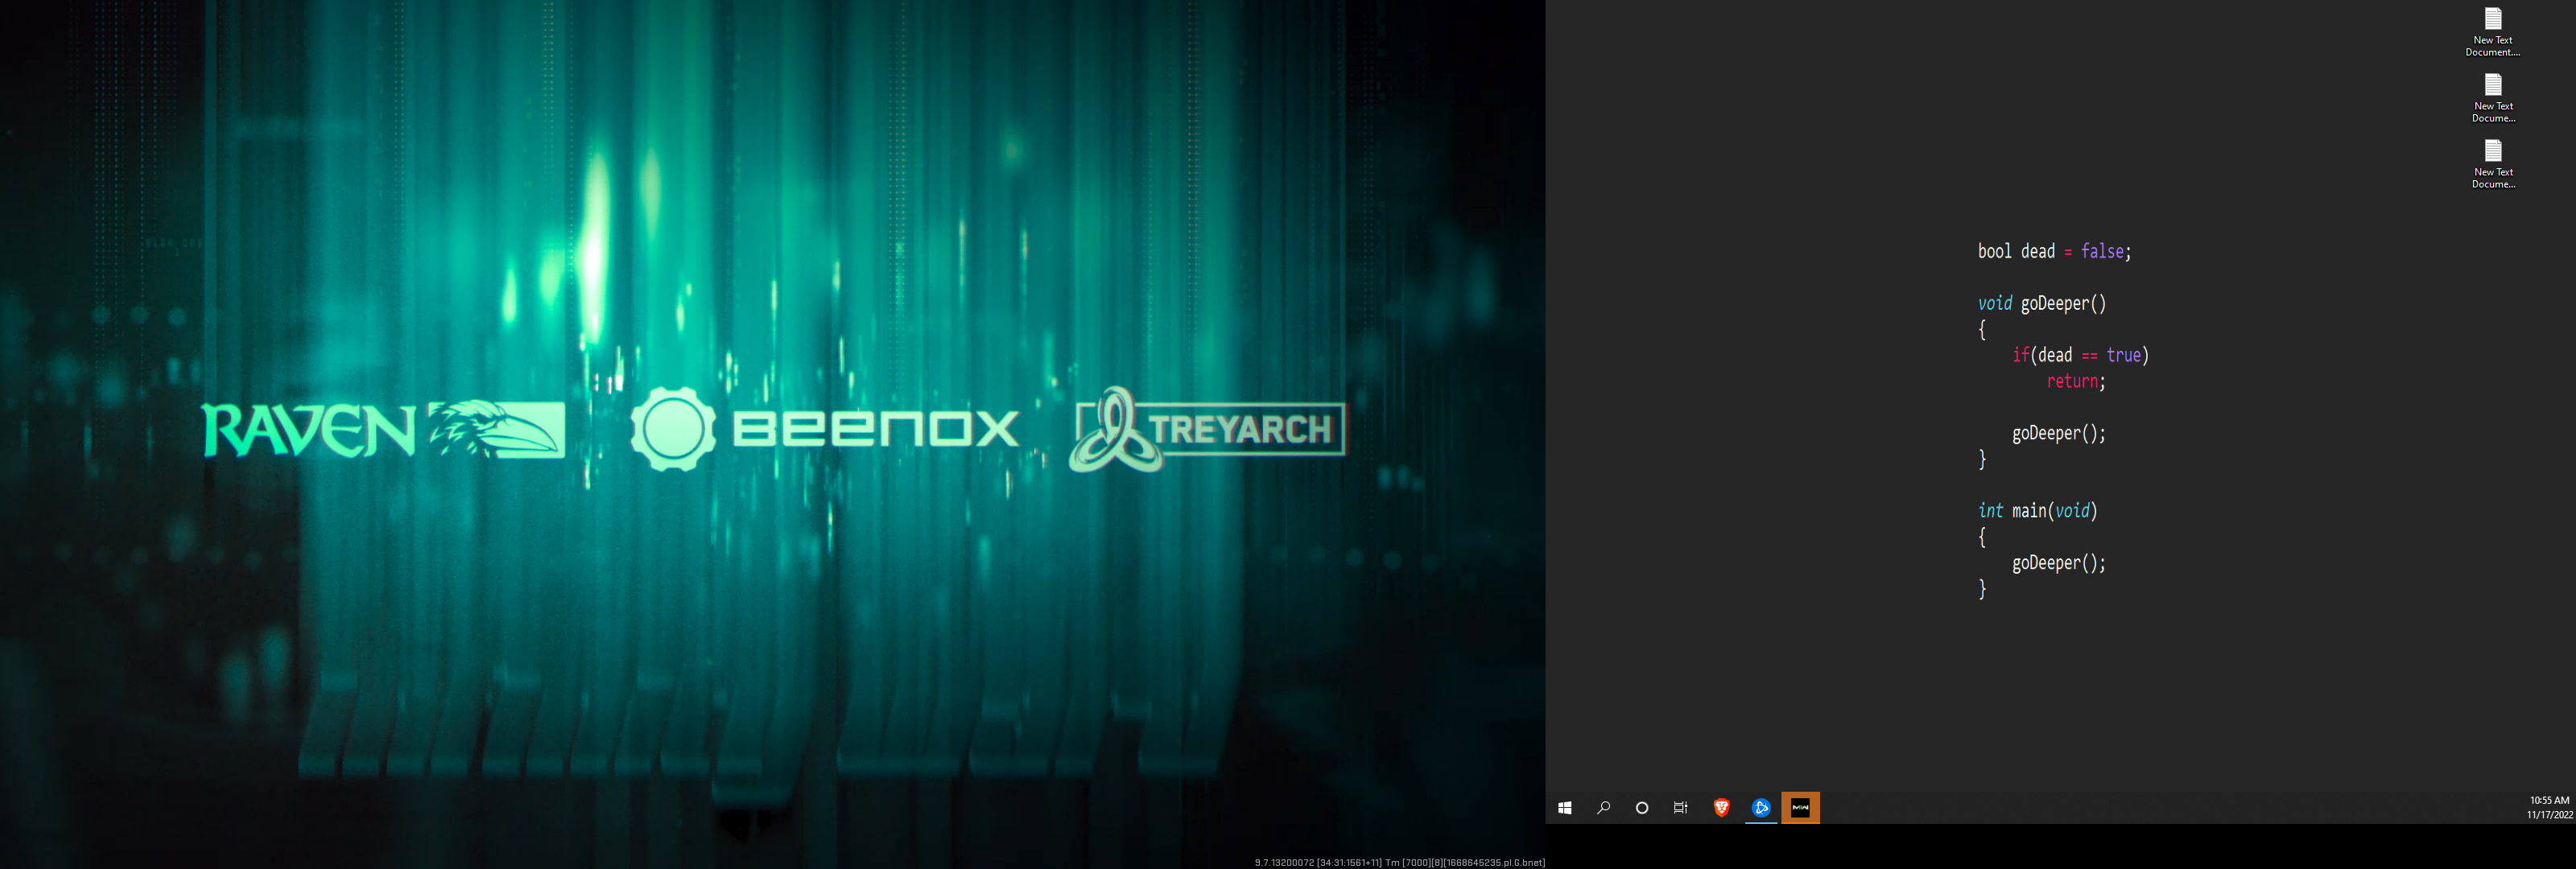 RAVEN
BEENOX
TREYARCH
9.7.13200072 [34:31:1561+11] Tm [7000][8][1668645235.pl.G.bnet]
New Text
Document....
New Text
Docume...
New Text
Docume...
bool dead = false;
void goDeeper()
{
if(dead == true)
return;
goDeeper();
}
int main(void)
{
goDeeper();
}
MW
10:55 AM
11/17/2022